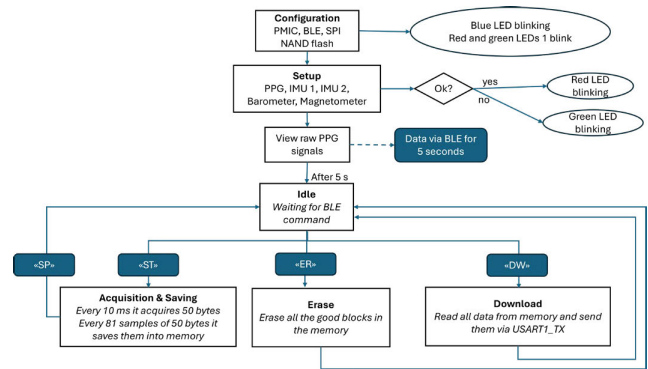 Configuration
PMIC, BLE, SPI
NAND flash
Blue LED blinking
Red and green LEDs 1 blink
Setup
PPG, IMU 1, IMU 2,
Barometer, Magnetometer
Ok?
yes
no
Red LED
blinking
Green LED
blinking
View raw PPG
signals
Data via BLE for
5 seconds
After 5 s
Idle
Waiting for BLE
command
«SP»
«ST»
«ER»
«DW»
Acquisition & Saving
Every 10 ms it acquires 50 bytes
Every 81 samples of 50 bytes it
saves them into memory
Erase
Erase all the good blocks in
the memory
Download
Read all data from memory and send
them via USART1_TX